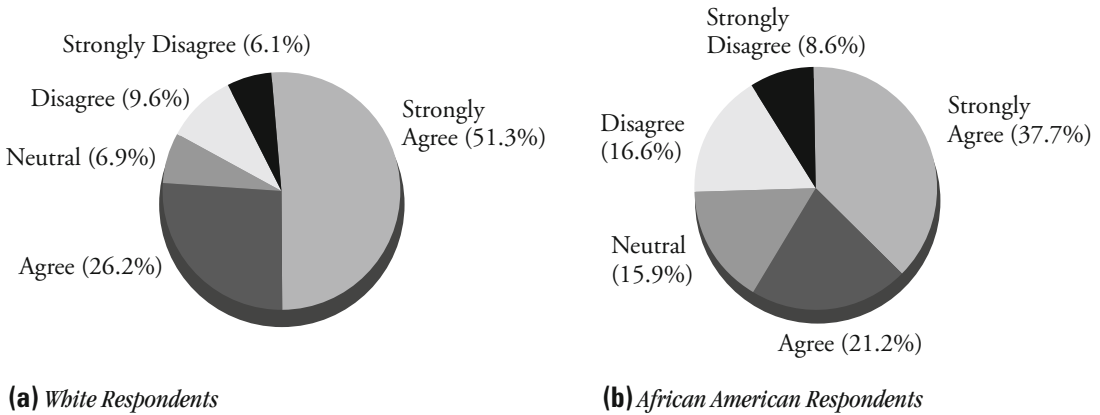 Strongly Disagree (6.1%)
Disagree (9.6%)
Neutral (6.9%)
Agree (26.2%)
Strongly
Agree (51.3%)
(a) White Respondents
Strongly
Disagree (8.6%)
Disagree
(16.6%)
Neutral
(15.9%)
Agree (21.2%)
Strongly
Agree (37.7%)
(b) African American Respondents